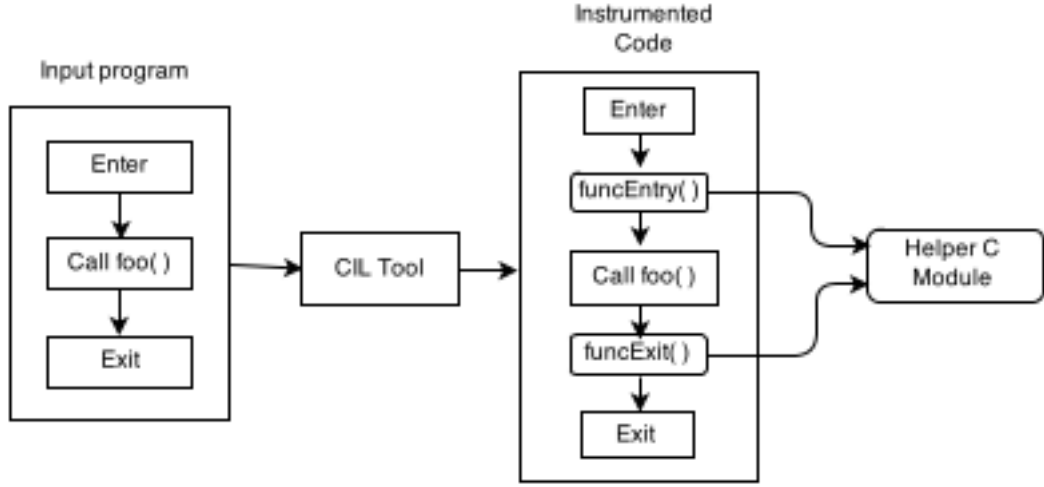 Input program
Enter
Call foo( )
Exit
CIL Tool
Instrumented
Code
Enter
funcEntry( )
Call foo( )
funcExit( )
Exit
Helper C
Module